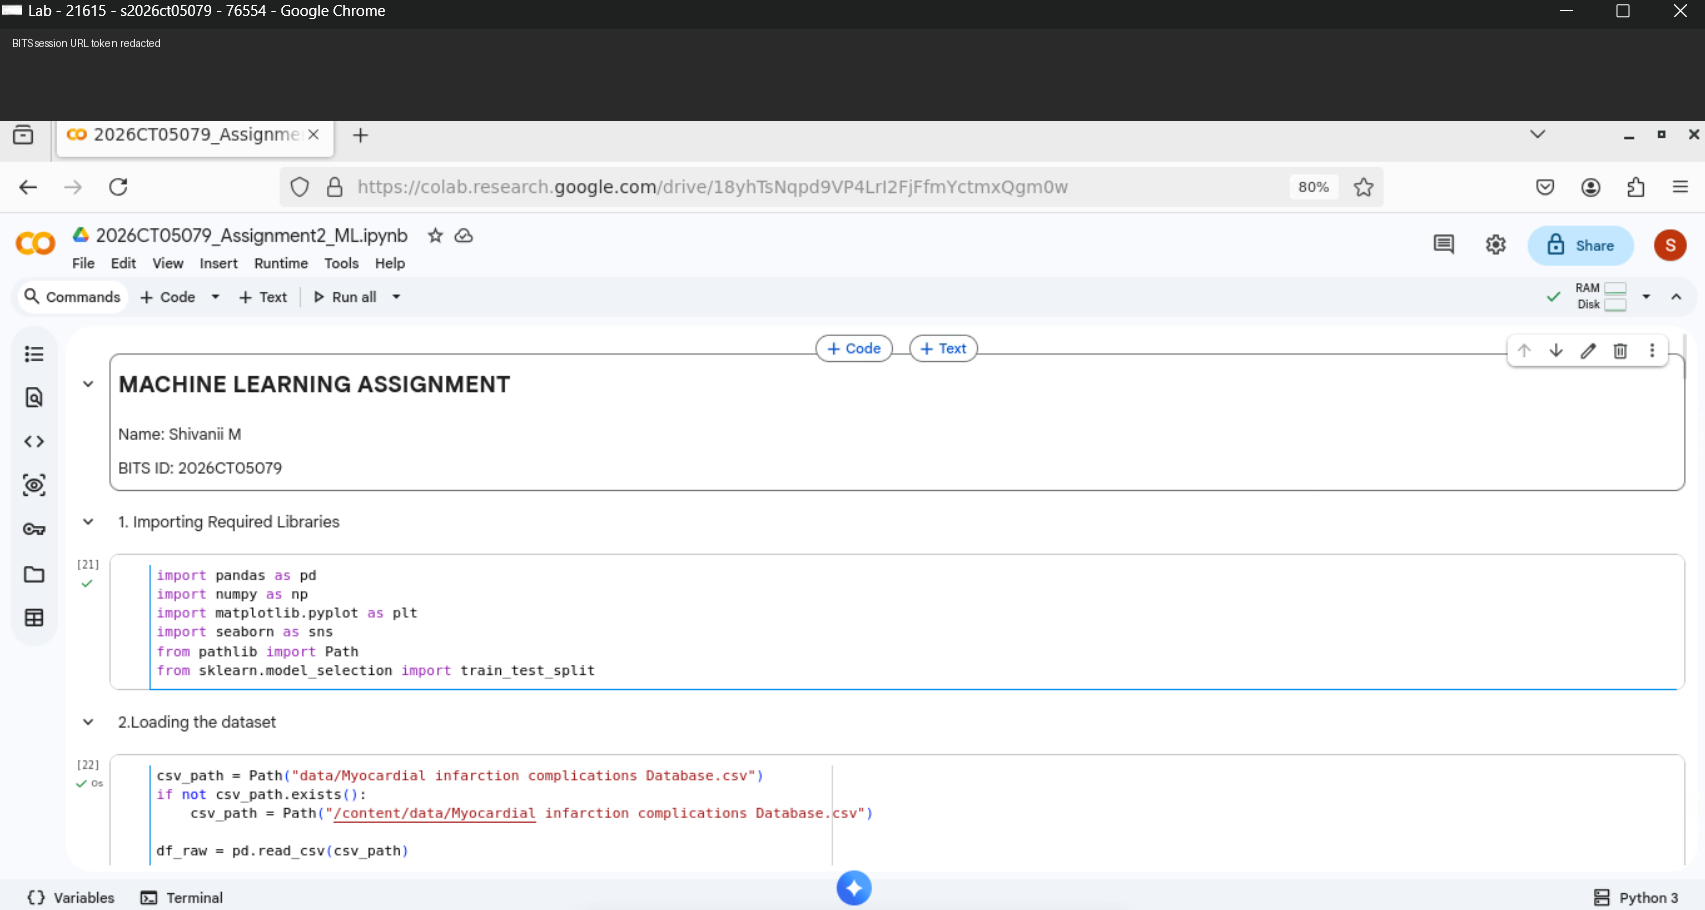 Lab - 21615 - s2026ct05079 - 76554 - Google Chrome
BITS session URL token redacted
2026CT05079_Assignme
https://colab.research.google.com/drive/18yhTsNqpd9VP4LrI2FjFfmYctmxQgm0w
80%
2026CT05079_Assignment2_ML.ipynb
File Edit View Insert Runtime Tools Help
Share
S
Commands + Code + Text Run all
RAM
Disk
+ Code + Text
MACHINE LEARNING ASSIGNMENT
Name: Shivanii M
BITS ID: 2026CT05079
1. Importing Required Libraries
[21]
import pandas as pd
import numpy as np
import matplotlib.pyplot as plt
import seaborn as sns
from pathlib import Path
from sklearn.model_selection import train_test_split
2.Loading the dataset
[22]
0s
csv_path = Path("data/Myocardial infarction complications Database.csv")
if not csv_path.exists():
    csv_path = Path("/content/data/Myocardial infarction complications Database.csv")
df_raw = pd.read_csv(csv_path)
Variables Terminal
Python 3